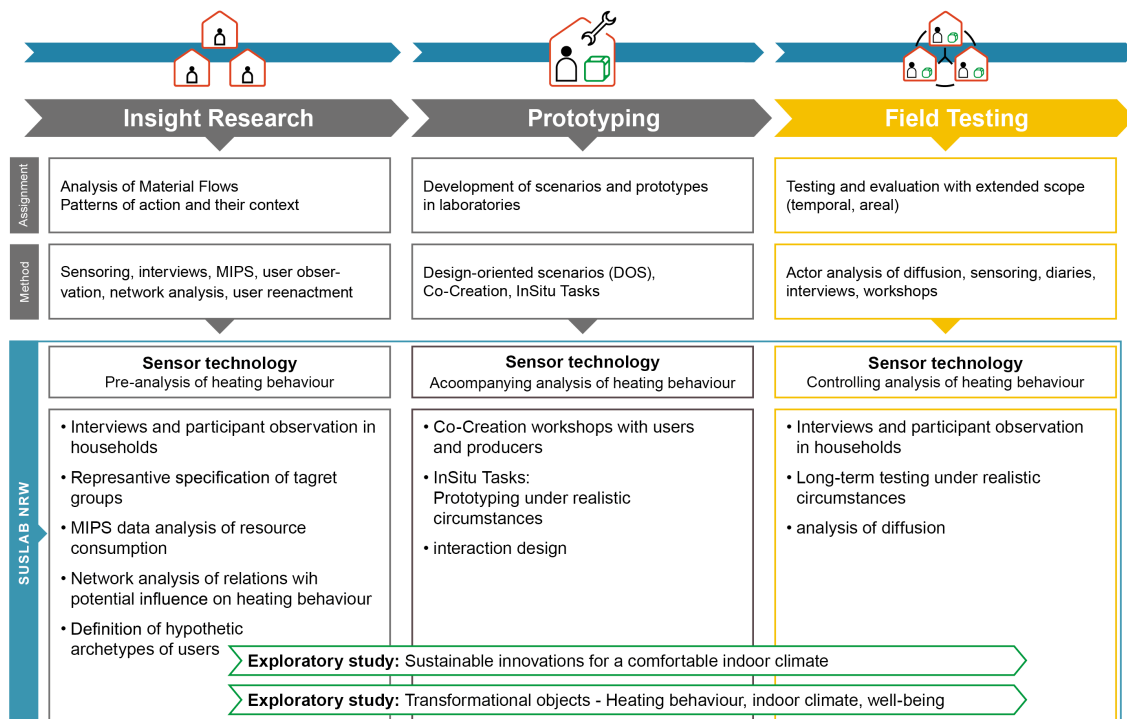 Insight Research
Prototyping
Field Testing
Assignment
Analysis of Material Flows
Patterns of action and their context
Development of scenarios and prototypes
in laboratories
Testing and evaluation with extended scope
(temporal, areal)
Method
Sensoring, interviews, MIPS, user obser-
vation, network analysis, user reenactment
Design-oriented scenarios (DOS),
Co-Creation, InSitu Tasks
Actor analysis of diffusion, sensoring, diaries,
interviews, workshops
SUSLAB NRW
Sensor technology
Pre-analysis of heating behaviour
• Interviews and participant observation in
households
• Represantive specification of tagret
groups
• MIPS data analysis of resource
consumption
• Network analysis of relations wih
potential influence on heating behaviour
• Definition of hypothetic
archetypes of users
Sensor technology
Acoompanying analysis of heating behaviour
• Co-Creation workshops with users
and producers
• InSitu Tasks:
Prototyping under realistic
circumstances
• interaction design
Sensor technology
Controlling analysis of heating behaviour
• Interviews and participant observation
in households
• Long-term testing under realistic
circumstances
• analysis of diffusion
Exploratory study: Sustainable innovations for a comfortable indoor climate
Exploratory study: Transformational objects - Heating behaviour, indoor climate, well-being